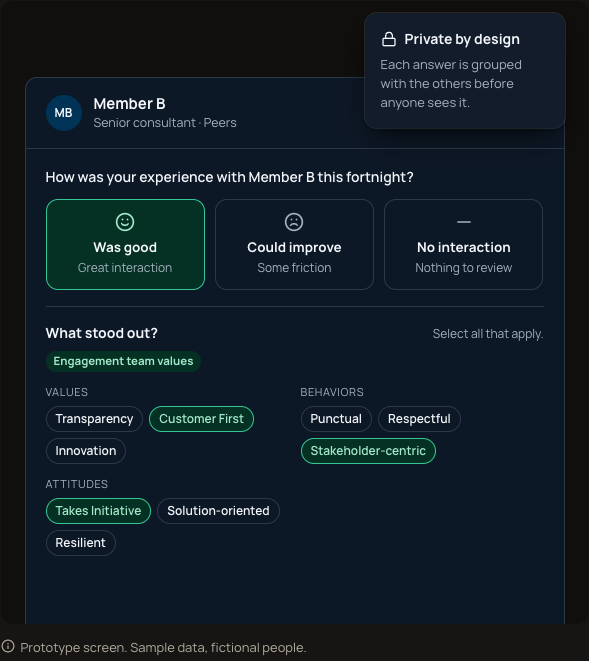 Private by design
Each answer is grouped
with the others before
anyone sees it.
MB
Member B
Senior consultant · Peers
How was your experience with Member B this fortnight?
Was good
Great interaction
Could improve
Some friction
No interaction
Nothing to review
What stood out?
Select all that apply.
Engagement team values
VALUES
Transparency
Customer First
Innovation
BEHAVIORS
Punctual
Respectful
Stakeholder-centric
ATTITUDES
Takes Initiative
Solution-oriented
Resilient
Prototype screen. Sample data, fictional people.